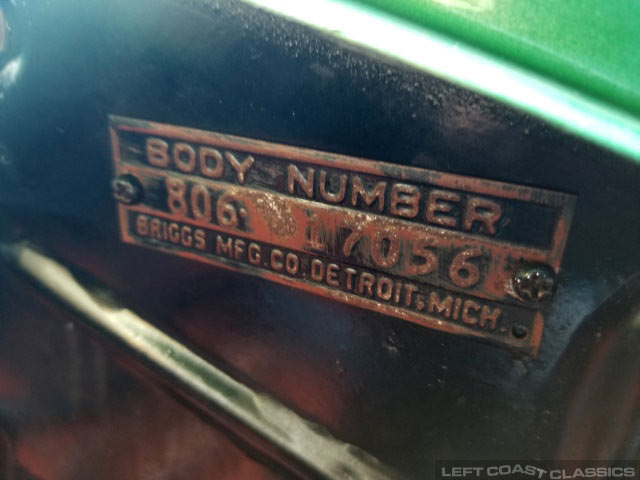 BODY NUMBER
806 17056
BRIGGS MFG. CO. DETROIT, MICH.
LEFT COAST CLASSICS